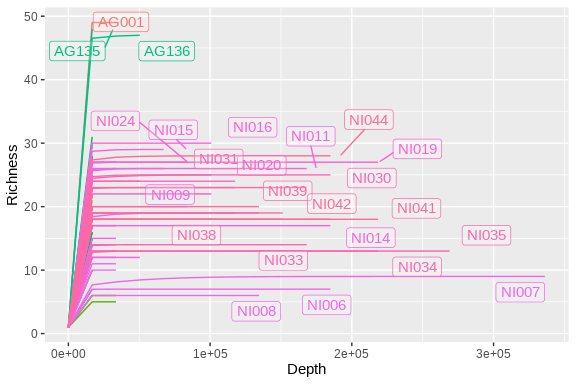 50
AG001
AG135
AG136
40
NI024
NI015
NI016
NI011
NI044
30
NI031
NI020
NI019
NI030
NI009
NI039
NI042
NI041
20
Richness
NI038
NI014
NI035
NI033
NI034
10
NI008
NI006
NI007
0
0e+00
1e+05
2e+05
3e+05
Depth